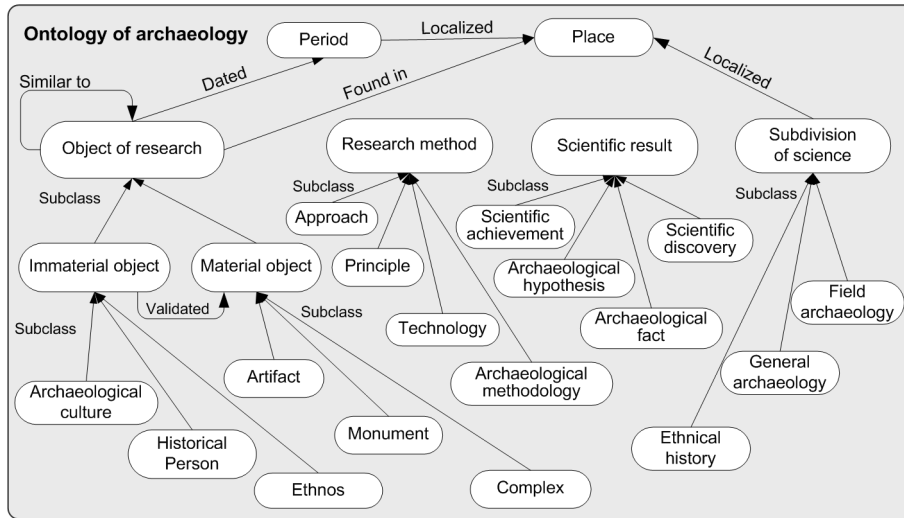 Ontology of archaeology
Period
Localized
Place
Similar to
Dated
Found in
Localized
Object of research
Research method
Scientific result
Subdivision
of science
Subclass
Subclass
Subclass
Subclass
Approach
Scientific
achievement
Scientific
discovery
Immaterial object
Material object
Principle
Archaeological
hypothesis
Field
archaeology
Validated
Subclass
Subclass
Technology
Archaeological
fact
General
archaeology
Artifact
Archaeological
methodology
Archaeological
culture
Monument
Historical
Person
Ethnical
history
Ethnos
Complex